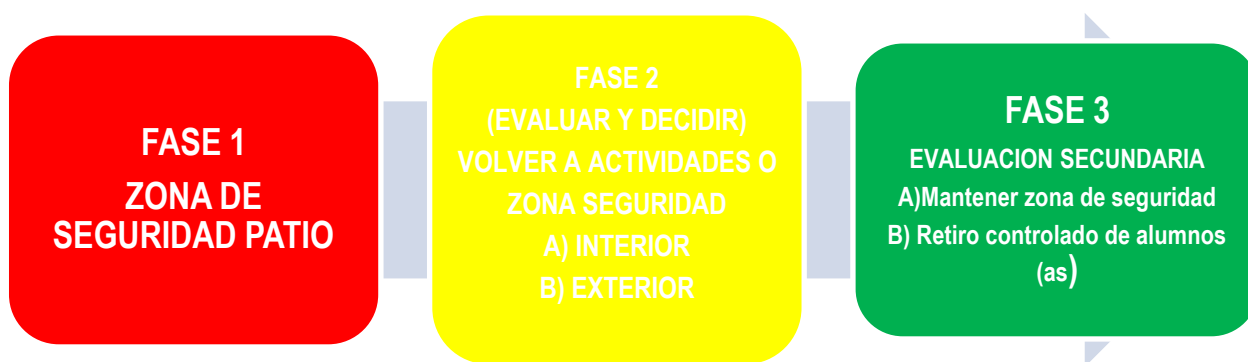 FASE 1
ZONA DE
SEGURIDAD PATIO
FASE 2
(EVALUAR Y DECIDIR)
VOLVER A ACTIVIDADES O
ZONA SEGURIDAD
A) INTERIOR
B) EXTERIOR
FASE 3
EVALUACION SECUNDARIA
A)Mantener zona de seguridad
B) Retiro controlado de alumnos
(as)